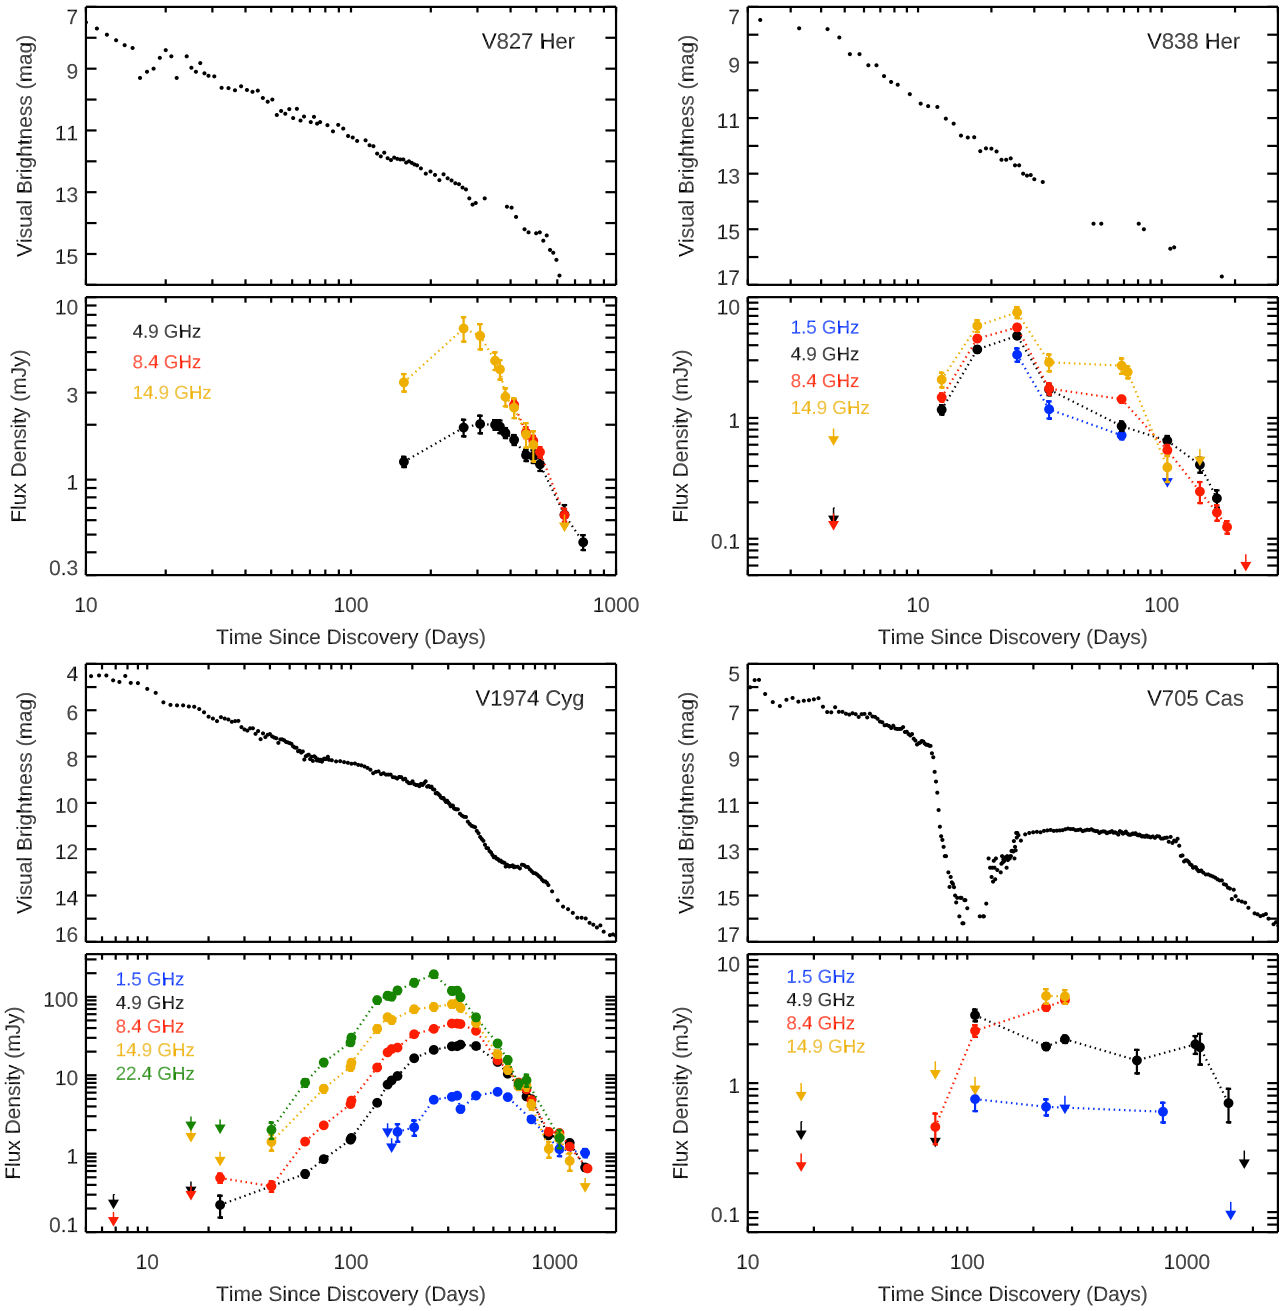 V827 Her
Visual Brightness (mag)
7
9
11
13
15
4.9 GHz
8.4 GHz
14.9 GHz
Flux Density (mJy)
10
3
1
0.3
10 100 1000
Time Since Discovery (Days)
V838 Her
Visual Brightness (mag)
7
9
11
13
15
17
1.5 GHz
4.9 GHz
8.4 GHz
14.9 GHz
Flux Density (mJy)
10
1
0.1
10 100
Time Since Discovery (Days)
V1974 Cyg
Visual Brightness (mag)
4
6
8
10
12
14
16
1.5 GHz
4.9 GHz
8.4 GHz
14.9 GHz
22.4 GHz
Flux Density (mJy)
100
10
1
0.1
10 100 1000
Time Since Discovery (Days)
V705 Cas
Visual Brightness (mag)
5
7
9
11
13
15
17
1.5 GHz
4.9 GHz
8.4 GHz
14.9 GHz
Flux Density (mJy)
10
1
0.1
10 100 1000
Time Since Discovery (Days)